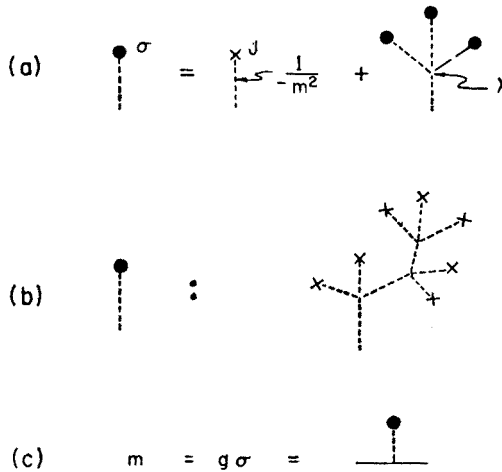 (a) σ = J 1/-m² +
(b) :
(c) m = gσ =